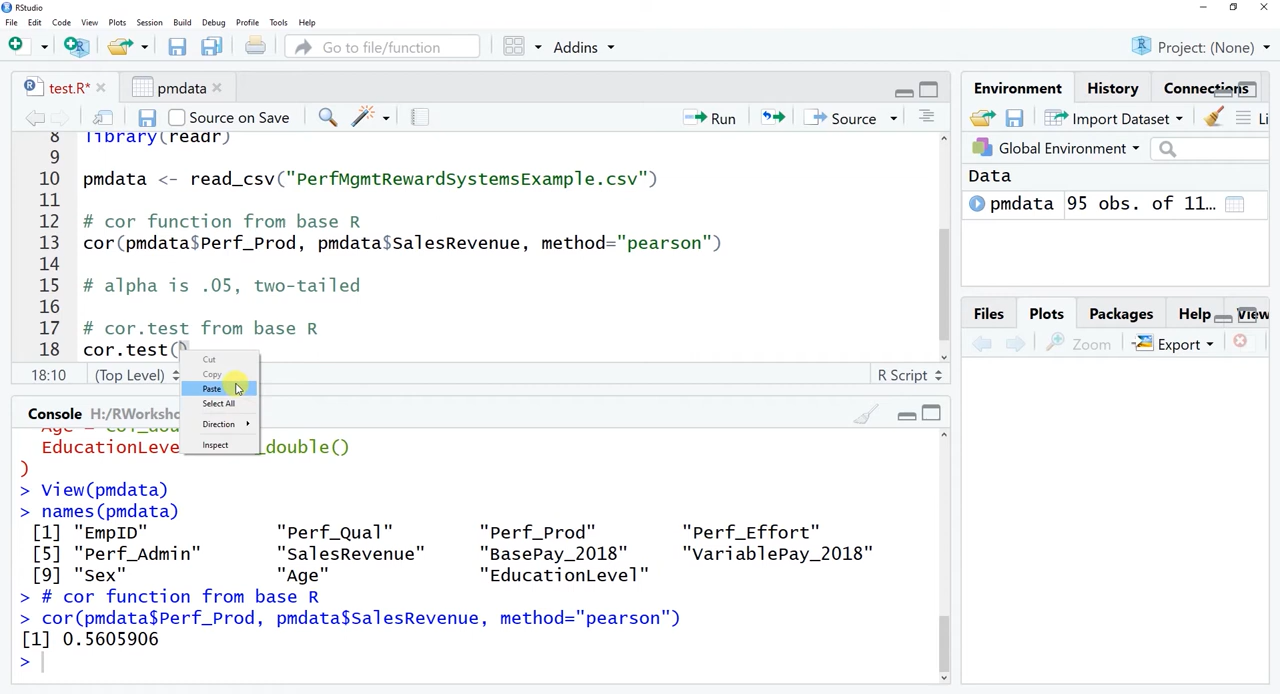 RStudio
File Edit Code View Plots Session Build Debug Profile Tools Help
Go to file/function Addins Project: (None)
test.R* pmdata
Source on Save Run Source
8 library(readr)
9
10 pmdata <- read_csv("PerfMgmtRewardSystemsExample.csv")
11
12 # cor function from base R
13 cor(pmdata$Perf_Prod, pmdata$SalesRevenue, method="pearson")
14
15 # alpha is .05, two-tailed
16
17 # cor.test from base R
18 cor.test()
18:10 (Top Level) R Script
Cut
Copy
Paste
Select All
Direction
Inspect
Console H:/RWorksho
EducationLeve _double()
)
> View(pmdata)
> names(pmdata)
[1] "EmpID" "Perf_Qual" "Perf_Prod" "Perf_Effort"
[5] "Perf_Admin" "SalesRevenue" "BasePay_2018" "VariablePay_2018"
[9] "Sex" "Age" "EducationLevel"
> # cor function from base R
> cor(pmdata$Perf_Prod, pmdata$SalesRevenue, method="pearson")
[1] 0.5605906
>
Environment History Connections
Import Dataset Li
Global Environment
Data
pmdata 95 obs. of 11…
Files Plots Packages Help View
Zoom Export